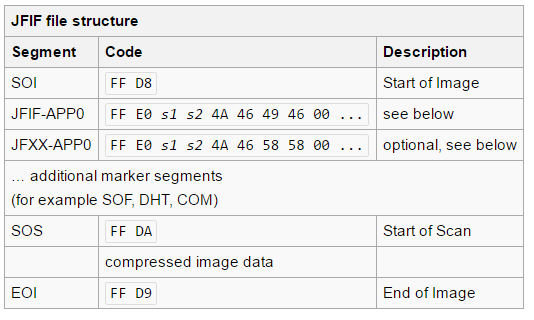 JFIF file structure
Segment Code Description
SOI FF D8 Start of Image
JFIF-APP0 FF E0 s1 s2 4A 46 49 46 00 ... see below
JFXX-APP0 FF E0 s1 s2 4A 46 58 58 00 ... optional, see below
… additional marker segments
(for example SOF, DHT, COM)
SOS FF DA Start of Scan
compressed image data
EOI FF D9 End of Image